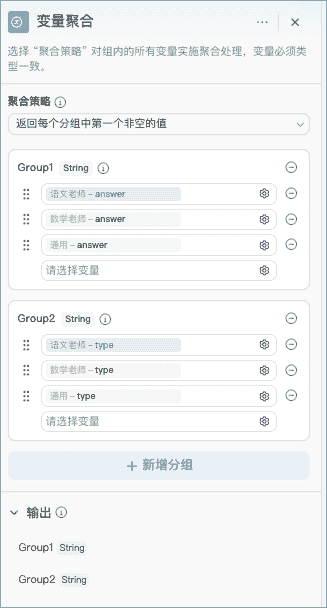 变量聚合
选择“聚合策略”对组内的所有变量实施聚合处理，变量必须类
型一致。
聚合策略
返回每个分组中第一个非空的值
Group1 String
语文老师 – answer
数学老师 – answer
通用 – answer
请选择变量
Group2 String
语文老师 – type
数学老师 – type
通用 – type
请选择变量
+ 新增分组
输出
Group1 String
Group2 String